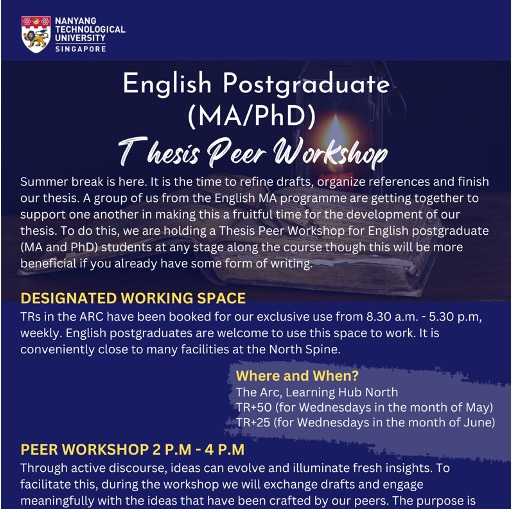 NANYANG
TECHNOLOGICAL
UNIVERSITY
SINGAPORE
English Postgraduate
(MA/PhD)
Thesis Peer Workshop
Summer break is here. It is the time to refine drafts, organize references and finish
our thesis. A group of us from the English MA programme are getting together to
support one another in making this a fruitful time for the development of our
thesis. To do this, we are holding a Thesis Peer Workshop for English postgraduate
(MA and PhD) students at any stage along the course though this will be more
beneficial if you already have some form of writing.
DESIGNATED WORKING SPACE
TRs in the ARC have been booked for our exclusive use from 8.30 a.m. - 5.30 p.m,
weekly. English postgraduates are welcome to use this space to work. It is
conveniently close to many facilities at the North Spine.
Where and When?
The Arc, Learning Hub North
TR+50 (for Wednesdays in the month of May)
TR+25 (for Wednesdays in the month of June)
PEER WORKSHOP 2 P.M - 4 P.M
Through active discourse, ideas can evolve and illuminate fresh insights. To
facilitate this, during the workshop we will exchange drafts and engage
meaningfully with the ideas that have been crafted by our peers. The purpose is